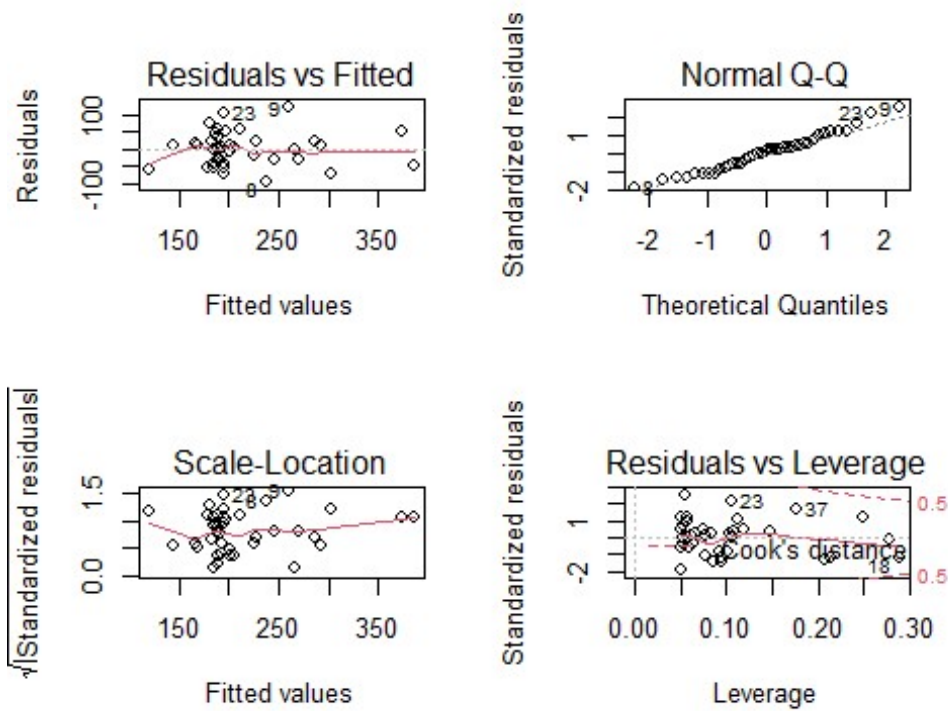 Residuals vs Fitted
Residuals
100
-100
23
9
8
150
250
350
Fitted values
Normal Q-Q
Standardized residuals
1
-2
23
9
8
-2
-1
0
1
2
Theoretical Quantiles
Scale-Location
√|Standardized residuals|
1.5
0.0
23
8
9
150
250
350
Fitted values
Residuals vs Leverage
Standardized residuals
1
-2
23
37
Cook's distance
18
0.5
0.5
0.00
0.10
0.20
0.30
Leverage